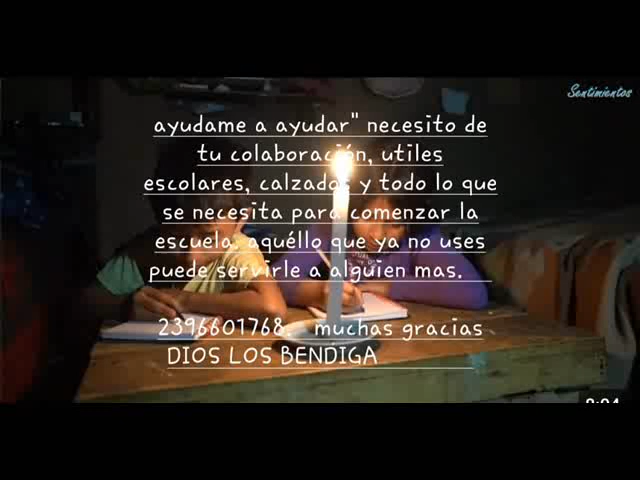 Sentimientos
ayudame a ayudar" necesito de
tu colaboración, utiles
escolares, calzados y todo lo que
se necesita para comenzar la
escuela. aquéllo que ya no uses
puede servirle a alguien mas.
2396601768. muchas gracias
DIOS LOS BENDIGA